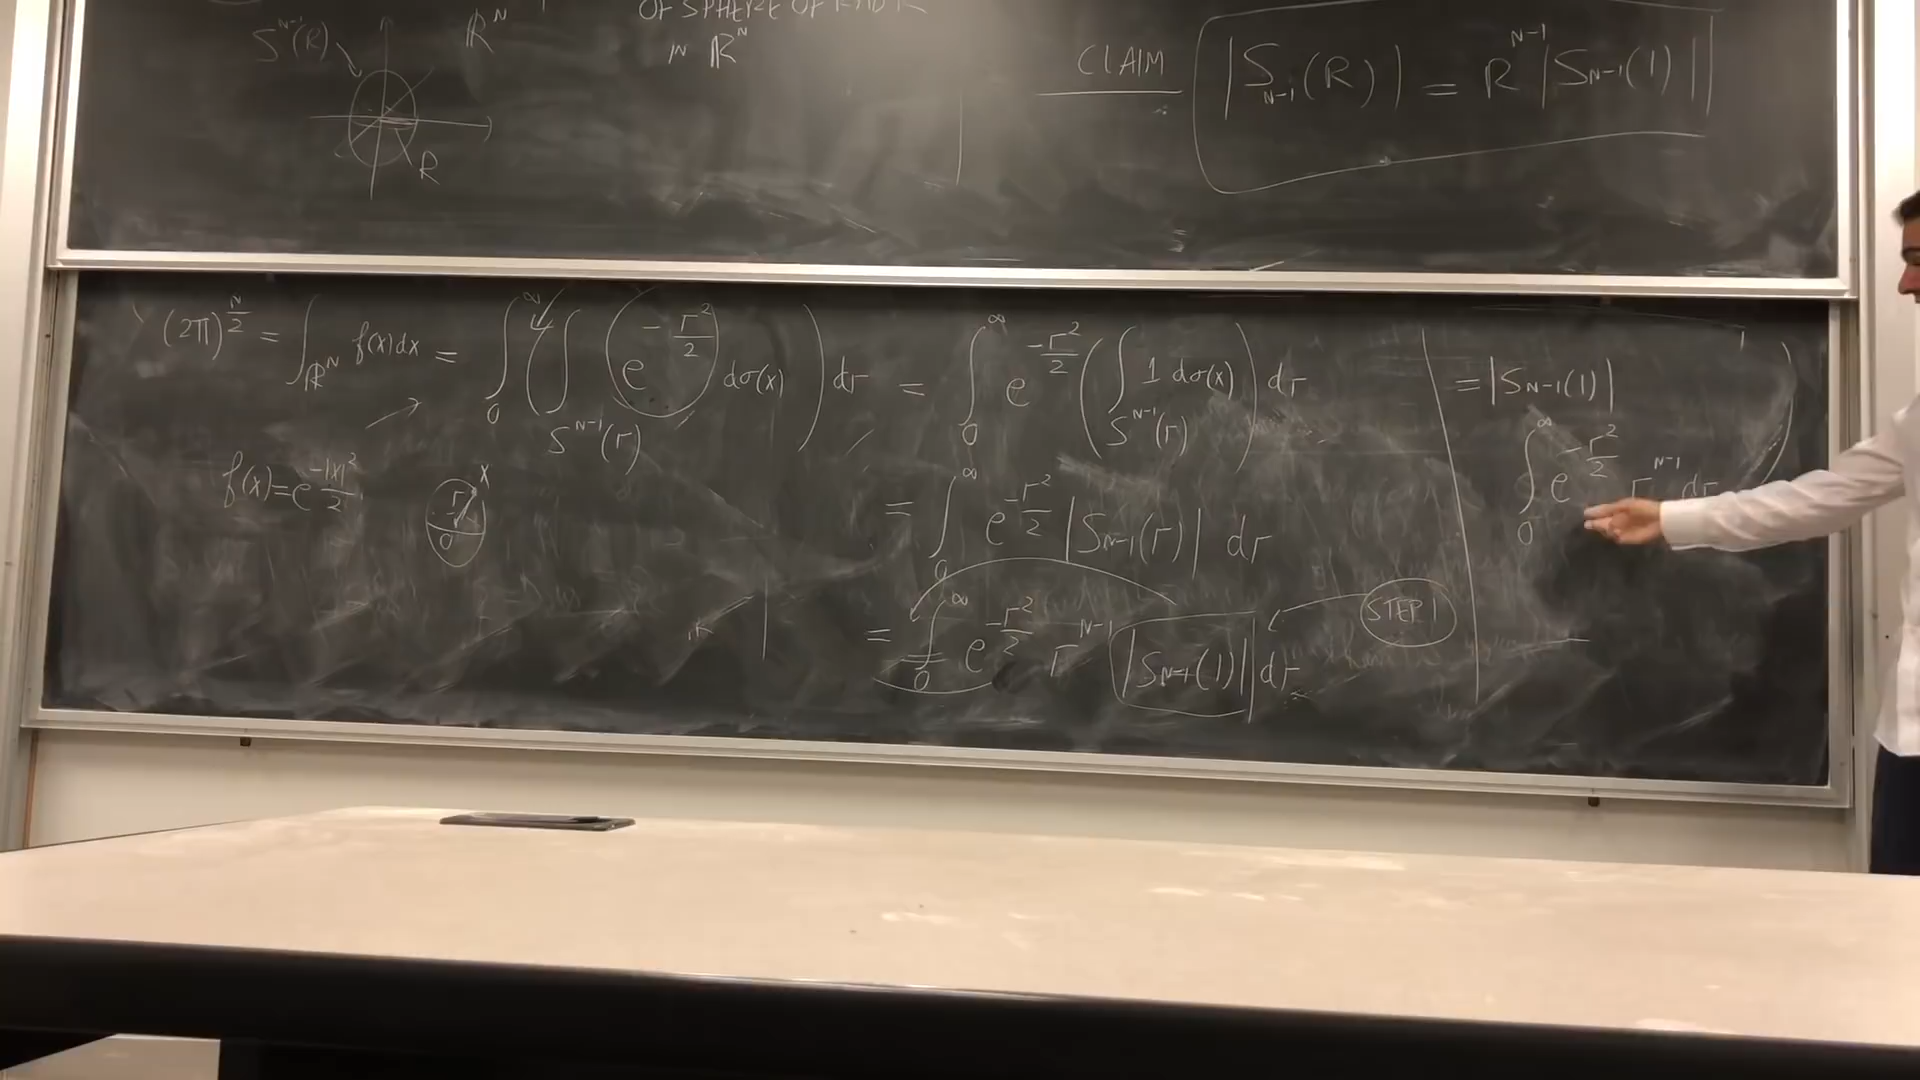 OF SPHERE OF RAD R
IN ℝ^N
S^{N-1}(R)
ℝ^N
R
CLAIM |S_{N-1}(R)| = R^{N-1} |S_{N-1}(1)|
(2π)^{N/2} = ∫_{ℝ^N} f(x)dx = ∫_0^∞ ( ∫_{S^{N-1}(r)} e^{-r²/2} dσ(x) ) dr = ∫_0^∞ e^{-r²/2} ( ∫_{S^{N-1}(r)} 1 dσ(x) ) dr
f(x)=e^{-|x|²/2}
r
x
0
= ∫_0^∞ e^{-r²/2} |S_{N-1}(r)| dr
= ∫_0^∞ e^{-r²/2} r^{N-1} |S_{N-1}(1)| dr
STEP 1
= |S_{N-1}(1)|
∫_0^∞ e^{-r²/2} r^{N-1} dr